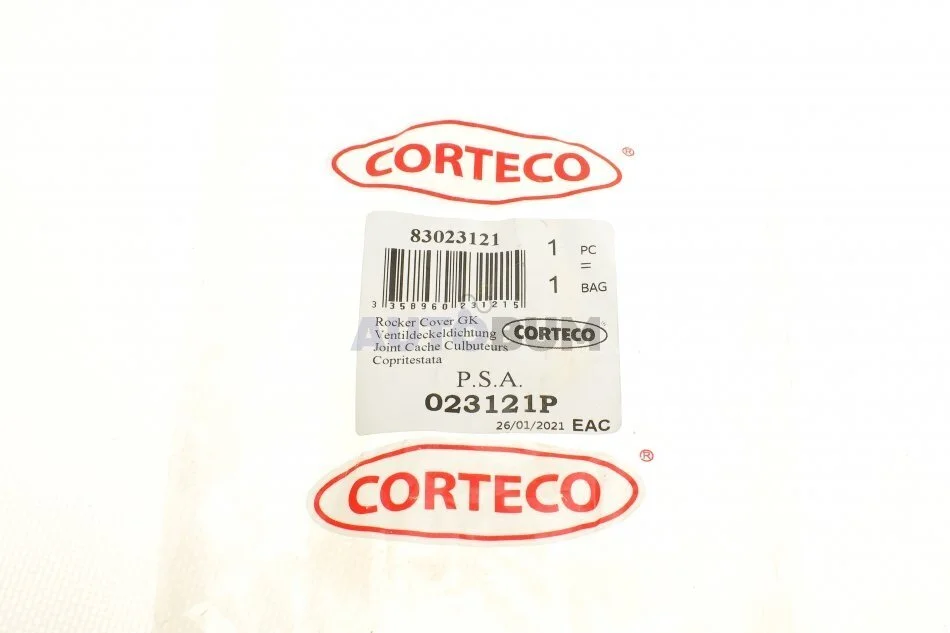 CORTECO®
83023121
1 PC
=
1 BAG
3 358960 231215
Rocker Cover GK
Ventildeckeldichtung
Joint Cache Culbuteurs
Copritestata
CORTECO
AUTOBUM
P.S.A.
023121P
26/01/2021 EAC
CORTECO®